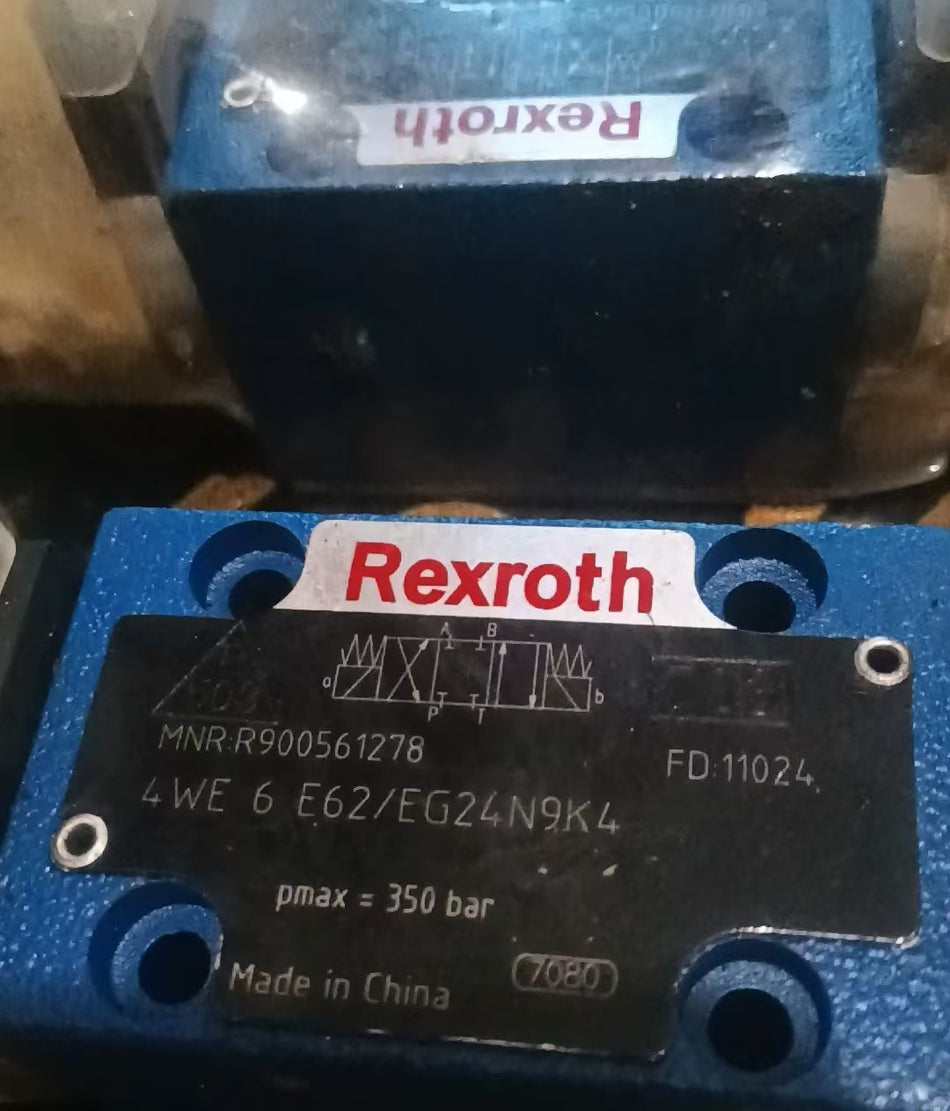 Rexroth
Rexroth
A B
a b
P T
MNR:R900561278
FD:11024
4WE 6 E62/EG24N9K4
pmax = 350 bar
7080
Made in China